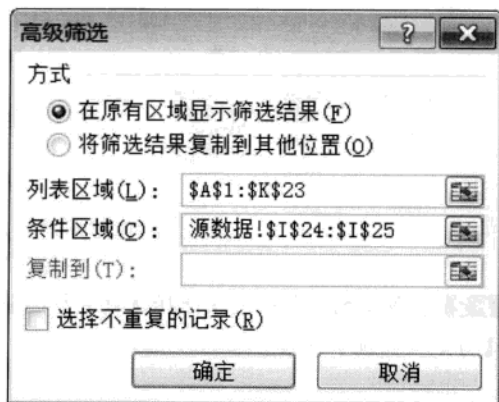 高级筛选
方式
在原有区域显示筛选结果(F)
将筛选结果复制到其他位置(O)
列表区域(L): $A$1:$K$23
条件区域(C): 源数据!$I$24:$I$25
复制到(T):
选择不重复的记录(R)
确定 取消